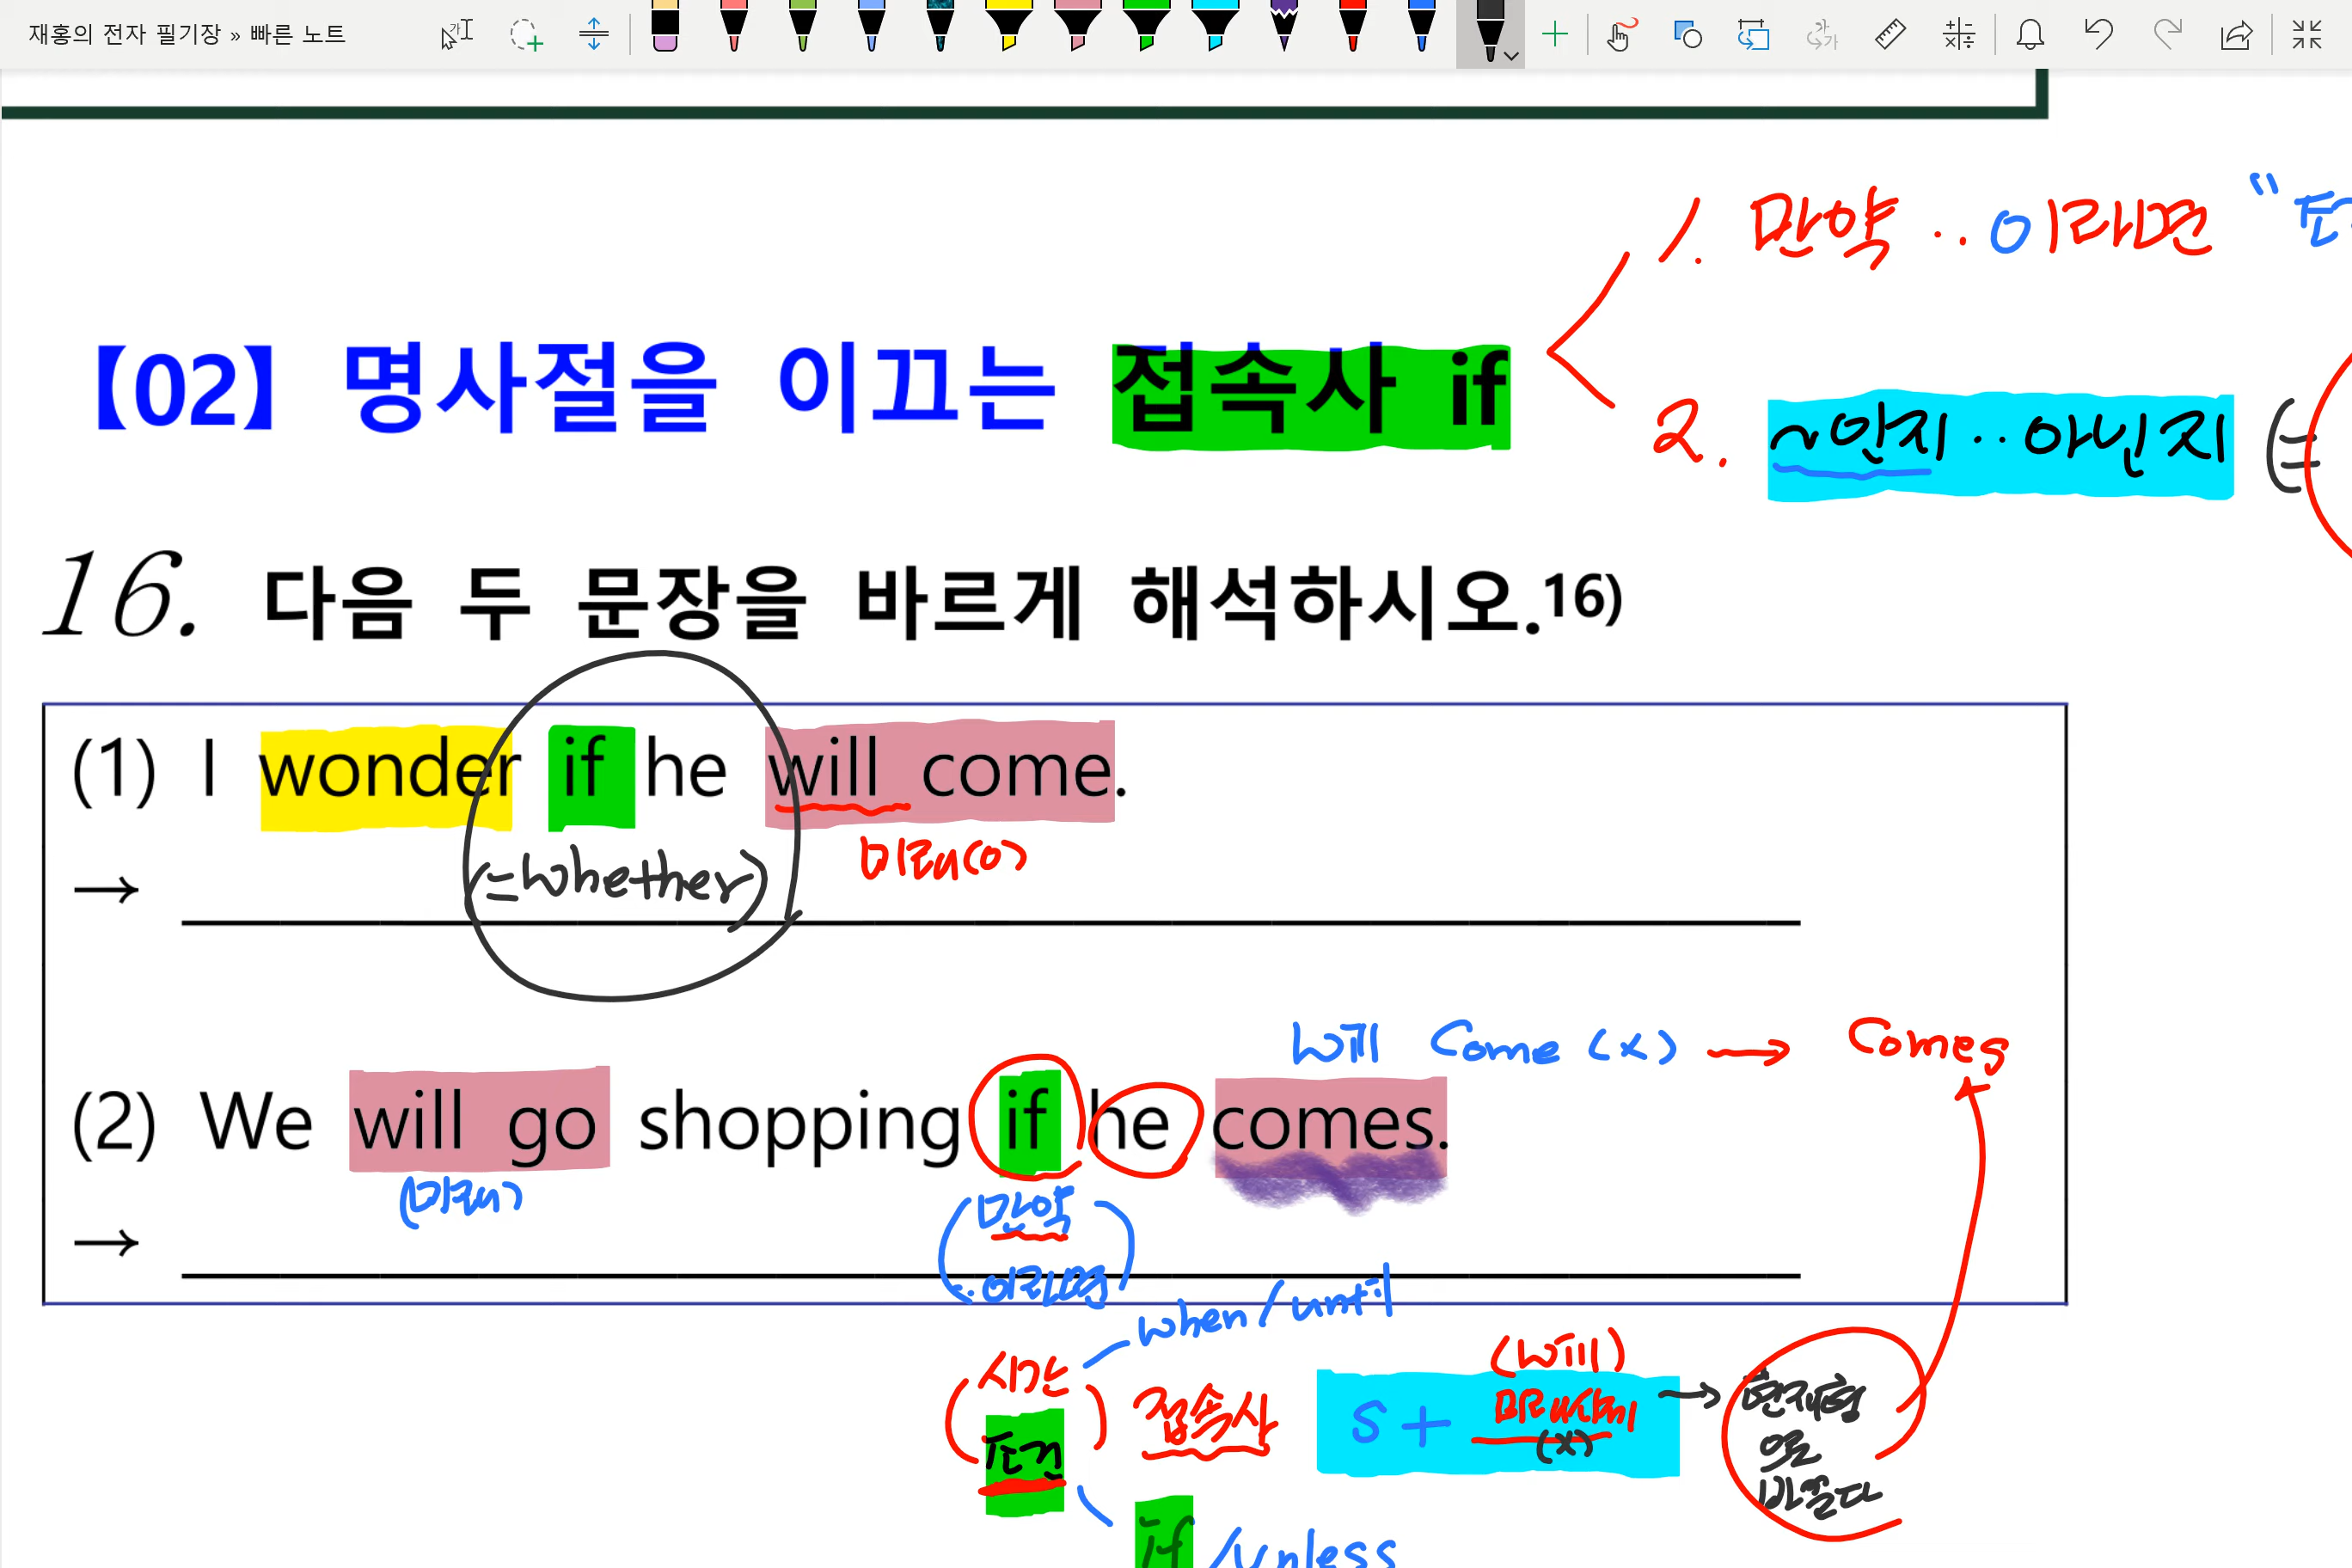 재홍의 전자 필기장 » 빠른 노트
1. 만약 .. 이라면 "
【02】 명사절을 이끄는 접속사 if
2. ~인지 .. 아닌지 (=
16. 다음 두 문장을 바르게 해석하시오.16)
(1) I wonder if he will come.
미래(o)
→ (=whether)
will come (x) → comes
(2) We will go shopping if he comes.
(미래)
(만약
→ .. 이라면)
when / until
(시간 조건) 접속사 S + (will) 미래시제 (x) → 현재형으로 바꿈다
if / unless